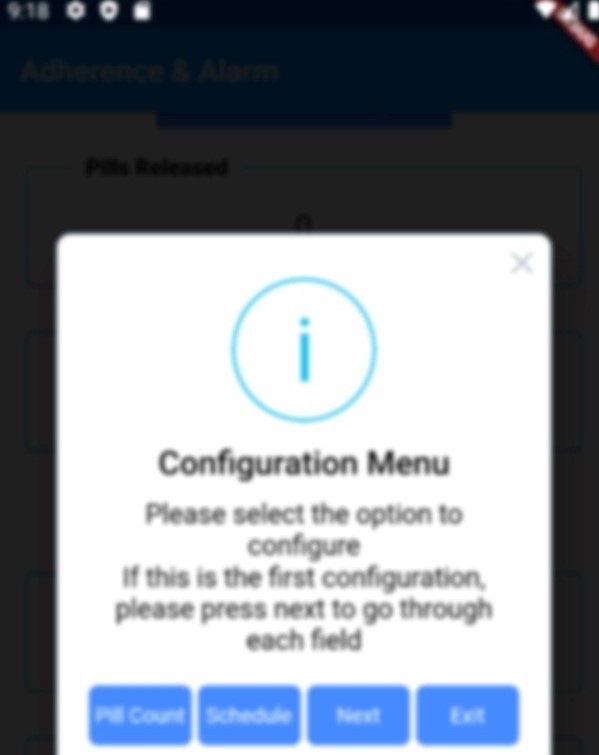 9:18
Adherence & Alarm
Pills Released
0
Configuration Menu
Please select the option to
configure
If this is the first configuration,
please press next to go through
each field
Pill Count Schedule Next Exit